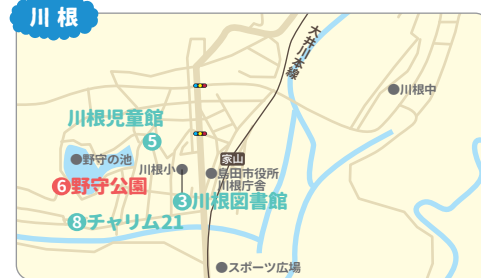 川根
大井川本線
●川根中
川根児童館
5
●野守の池
家山
川根小●
●島田市役所
川根庁舎
6野守公園
3川根図書館
8チャリム21
●スポーツ広場